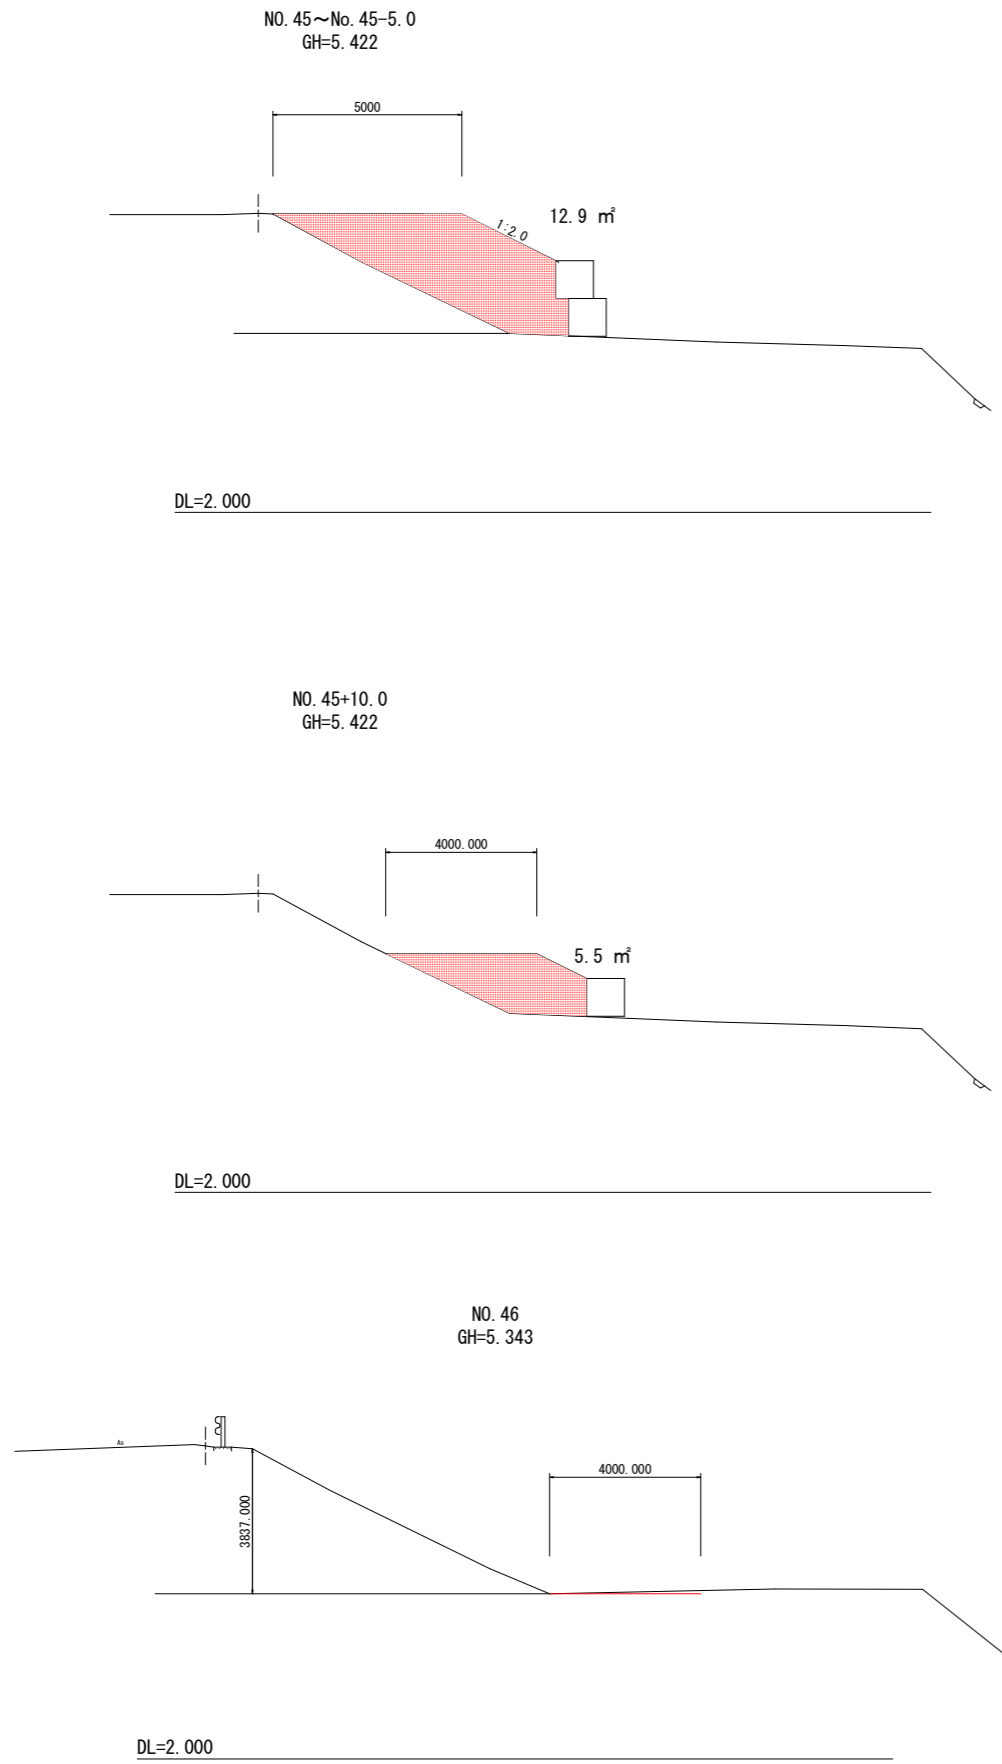 NO.45～No.45-5.0
GH=5.422
5000
1:2.0
12.9 ㎡
DL=2.000
NO.45+10.0
GH=5.422
4000.000
5.5 ㎡
DL=2.000
NO.46
GH=5.343
As
4000.000
3837.000
DL=2.000